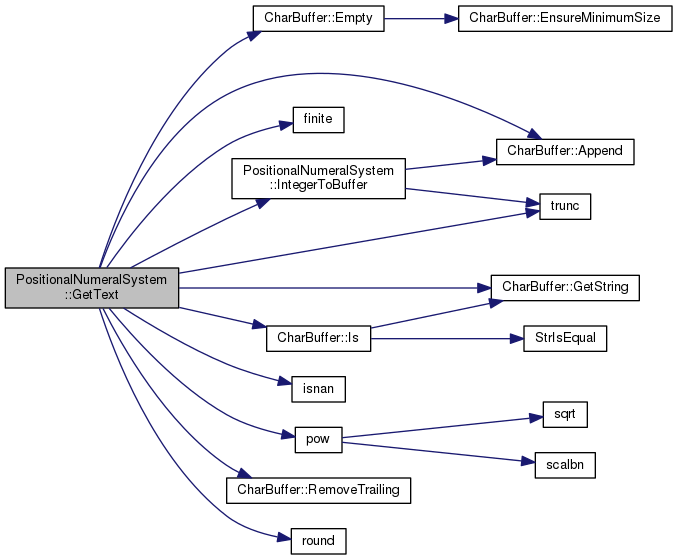 CharBuffer::Empty
CharBuffer::EnsureMinimumSize
finite
CharBuffer::Append
PositionalNumeralSystem
::IntegerToBuffer
trunc
PositionalNumeralSystem
::GetText
CharBuffer::GetString
CharBuffer::Is
StrIsEqual
isnan
sqrt
pow
scalbn
CharBuffer::RemoveTrailing
round